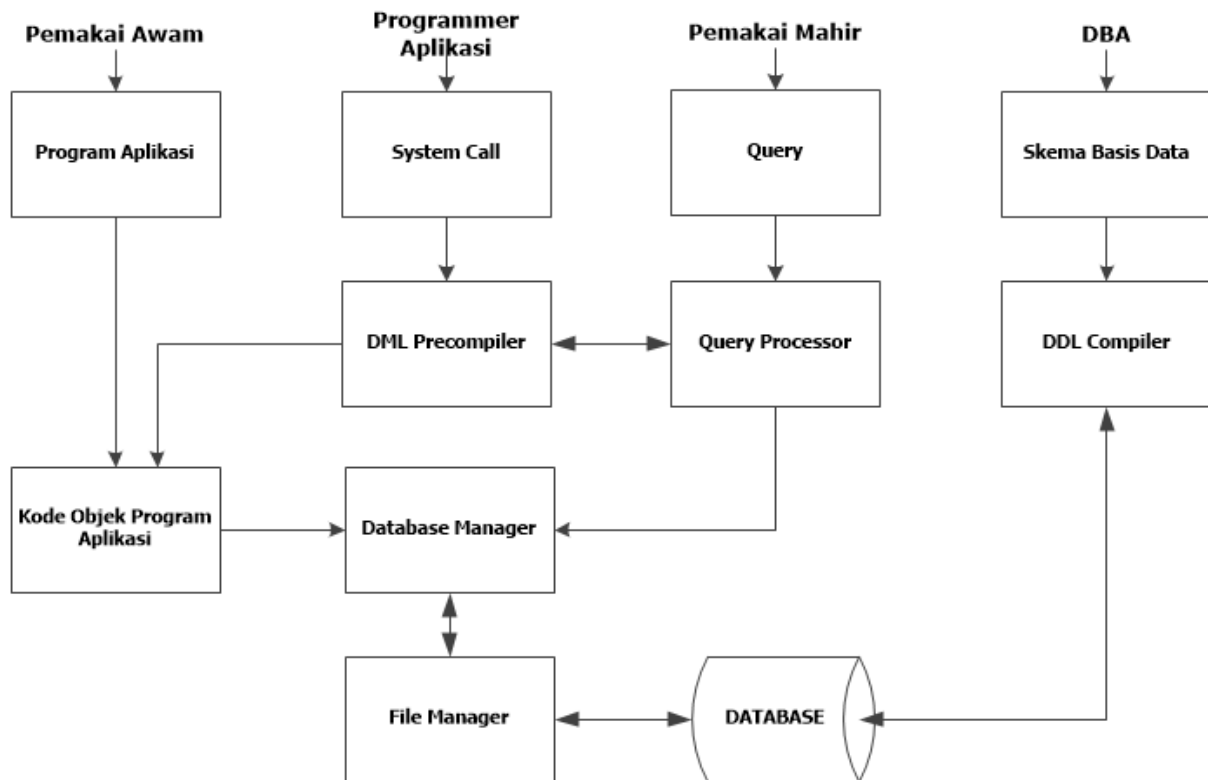 Pemakai Awam
Programmer
Aplikasi
Pemakai Mahir
DBA
Program Aplikasi
System Call
Query
Skema Basis Data
DML Precompiler
Query Processor
DDL Compiler
Kode Objek Program
Aplikasi
Database Manager
File Manager
DATABASE